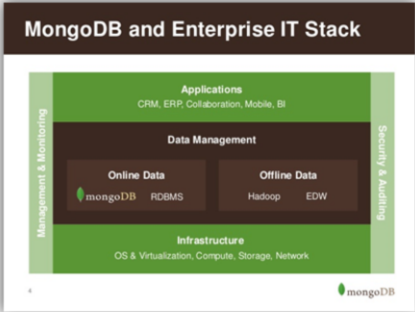 MongoDB and Enterprise IT Stack
Applications
CRM, ERP, Collaboration, Mobile, BI
Management & Monitoring
Data Management
Security & Auditing
Online Data
mongoDB RDBMS
Offline Data
Hadoop EDW
Infrastructure
OS & Virtualization, Compute, Storage, Network
4
mongoDB